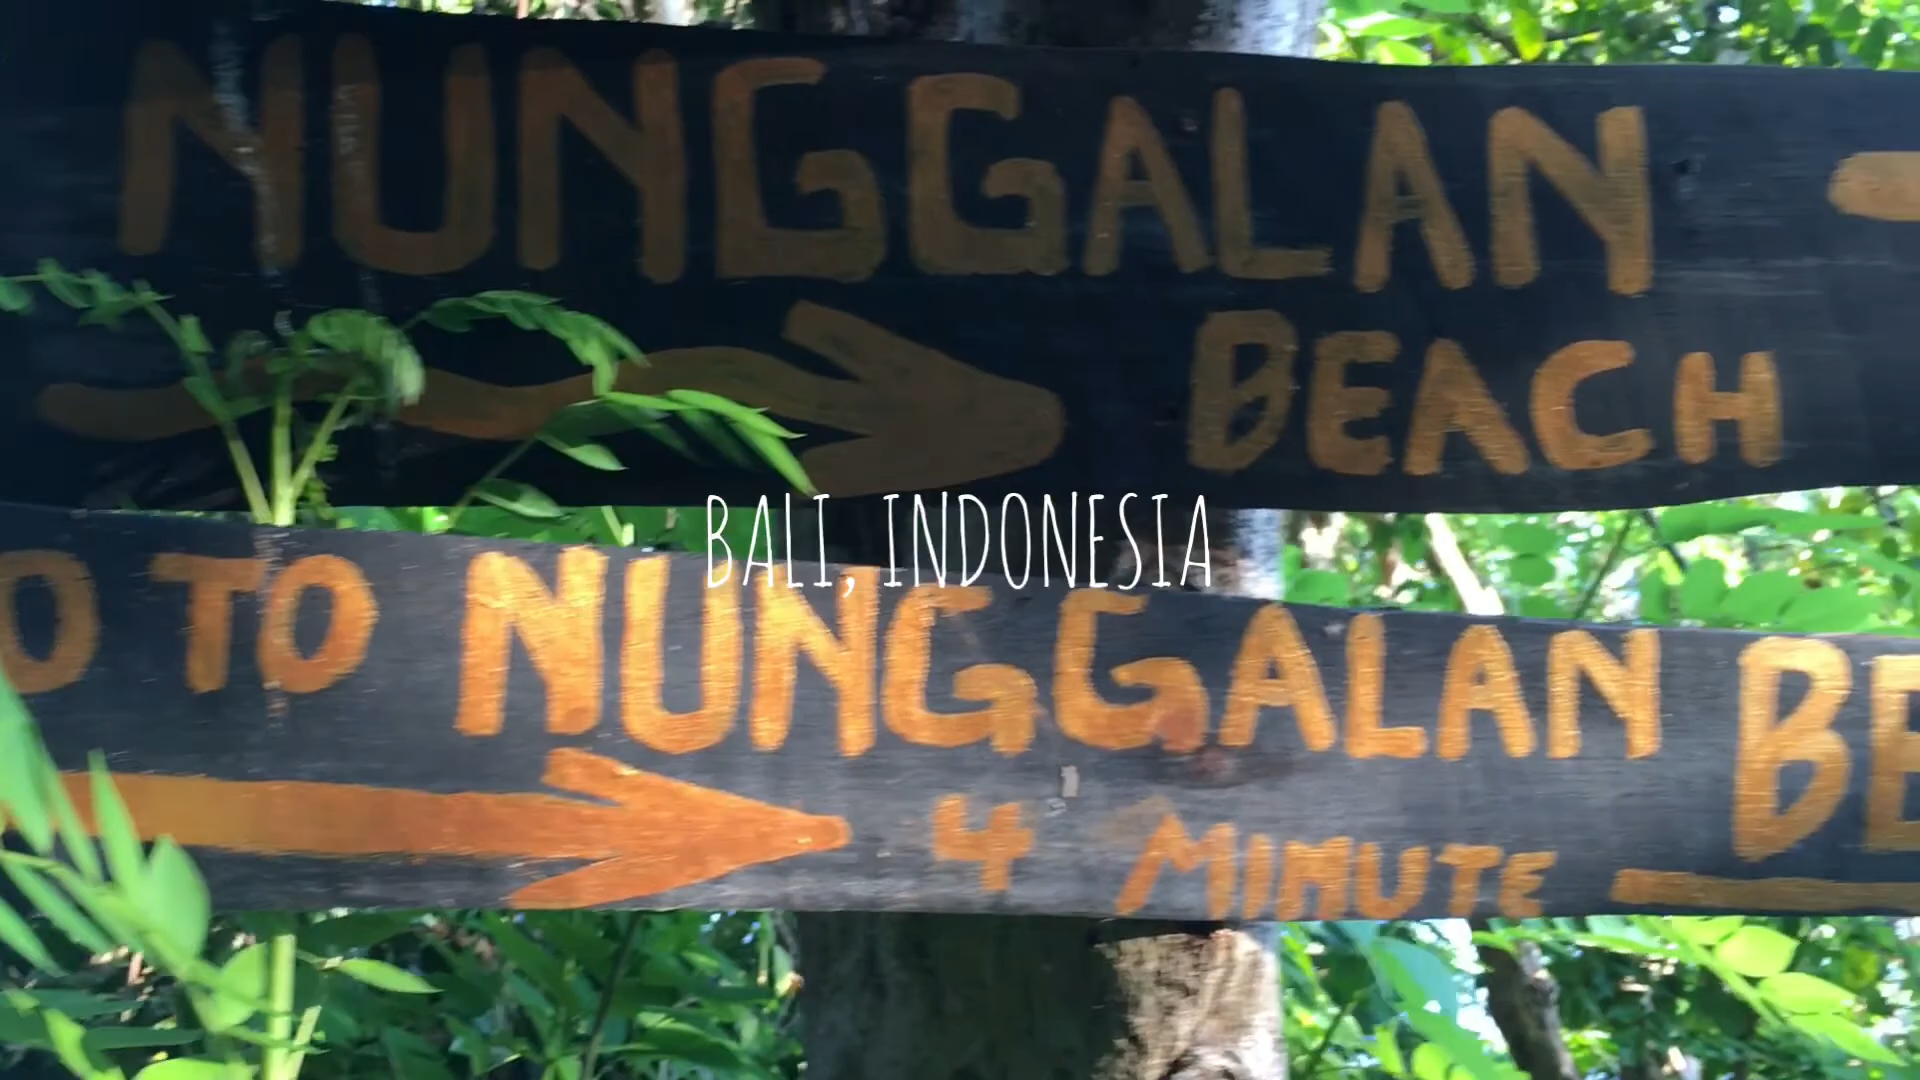 NUNGGALAN
BEACH
BALI, INDONESIA
TO NUNGGALAN
4 MINUTE